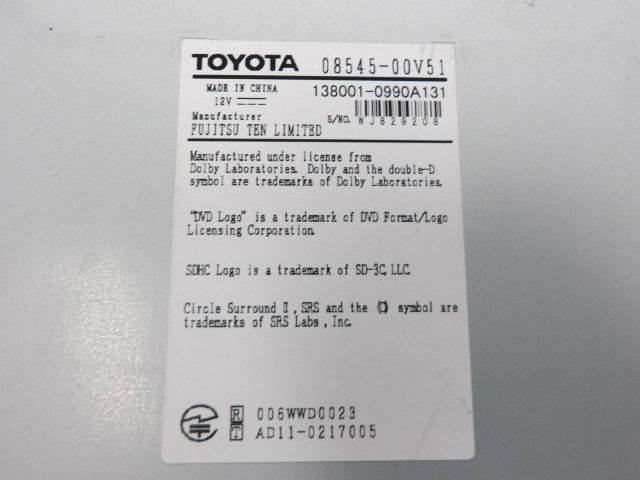 TOYOTA 08545-00V51
MADE IN CHINA 138001-0990A131
12V
Manufacturer S/NO. WJ829208
FUJITSU TEN LIMITED
Manufactured under license from
Dolby Laboratories. Dolby and the double-D
symbol are trademarks of Dolby Laboratories.
"DVD Logo" is a trademark of DVD Format/Logo
Licensing Corporation.
SDHC Logo is a trademark of SD-3C, LLC.
Circle Surround II, SRS and the symbol are
trademarks of SRS Labs, Inc.
R 006WWD0023
T AD11-0217005